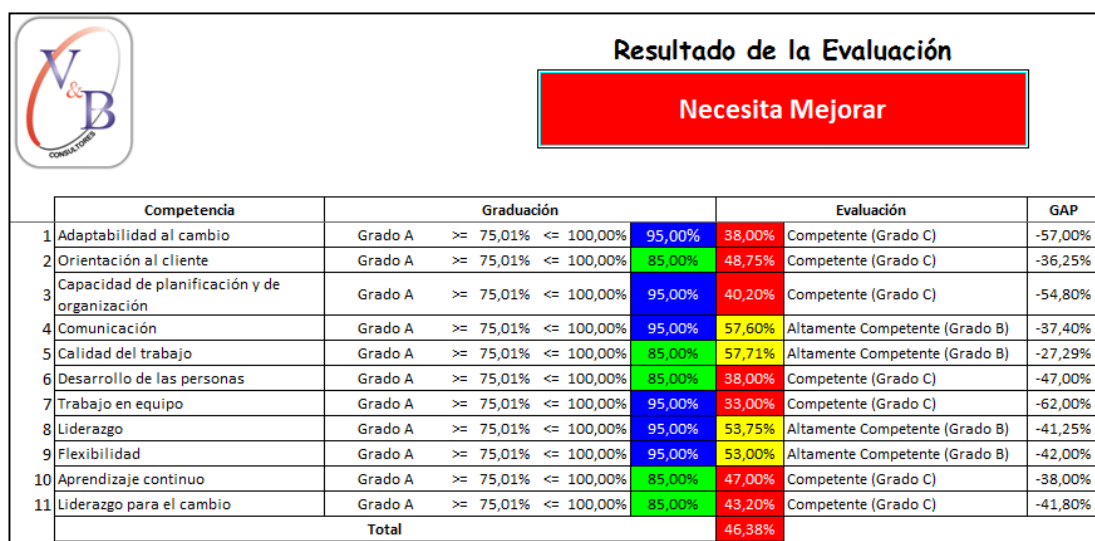 V&B
CONSULTORES
Resultado de la Evaluación
Necesita Mejorar
Competencia Graduación Evaluación GAP
1 Adaptabilidad al cambio Grado A >= 75,01% <= 100,00% 95,00% 38,00% Competente (Grado C) -57,00%
2 Orientación al cliente Grado A >= 75,01% <= 100,00% 85,00% 48,75% Competente (Grado C) -36,25%
3 Capacidad de planificación y de
organización Grado A >= 75,01% <= 100,00% 95,00% 40,20% Competente (Grado C) -54,80%
4 Comunicación Grado A >= 75,01% <= 100,00% 95,00% 57,60% Altamente Competente (Grado B) -37,40%
5 Calidad del trabajo Grado A >= 75,01% <= 100,00% 85,00% 57,71% Altamente Competente (Grado B) -27,29%
6 Desarrollo de las personas Grado A >= 75,01% <= 100,00% 85,00% 38,00% Competente (Grado C) -47,00%
7 Trabajo en equipo Grado A >= 75,01% <= 100,00% 95,00% 33,00% Competente (Grado C) -62,00%
8 Liderazgo Grado A >= 75,01% <= 100,00% 95,00% 53,75% Altamente Competente (Grado B) -41,25%
9 Flexibilidad Grado A >= 75,01% <= 100,00% 95,00% 53,00% Altamente Competente (Grado B) -42,00%
10 Aprendizaje continuo Grado A >= 75,01% <= 100,00% 85,00% 47,00% Competente (Grado C) -38,00%
11 Liderazgo para el cambio Grado A >= 75,01% <= 100,00% 85,00% 43,20% Competente (Grado C) -41,80%
Total 46,38%